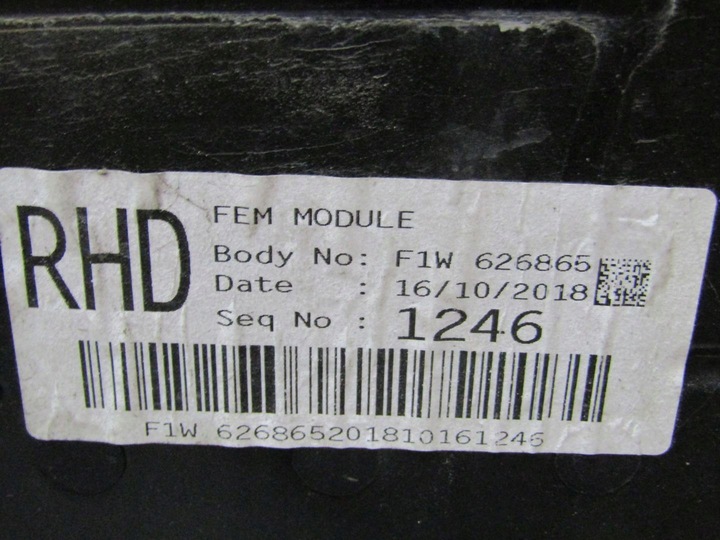 RHD
FEM MODULE
Body No: F1W 626865
Date : 16/10/2018
Seq No : 1246
F1W 626865201810161246